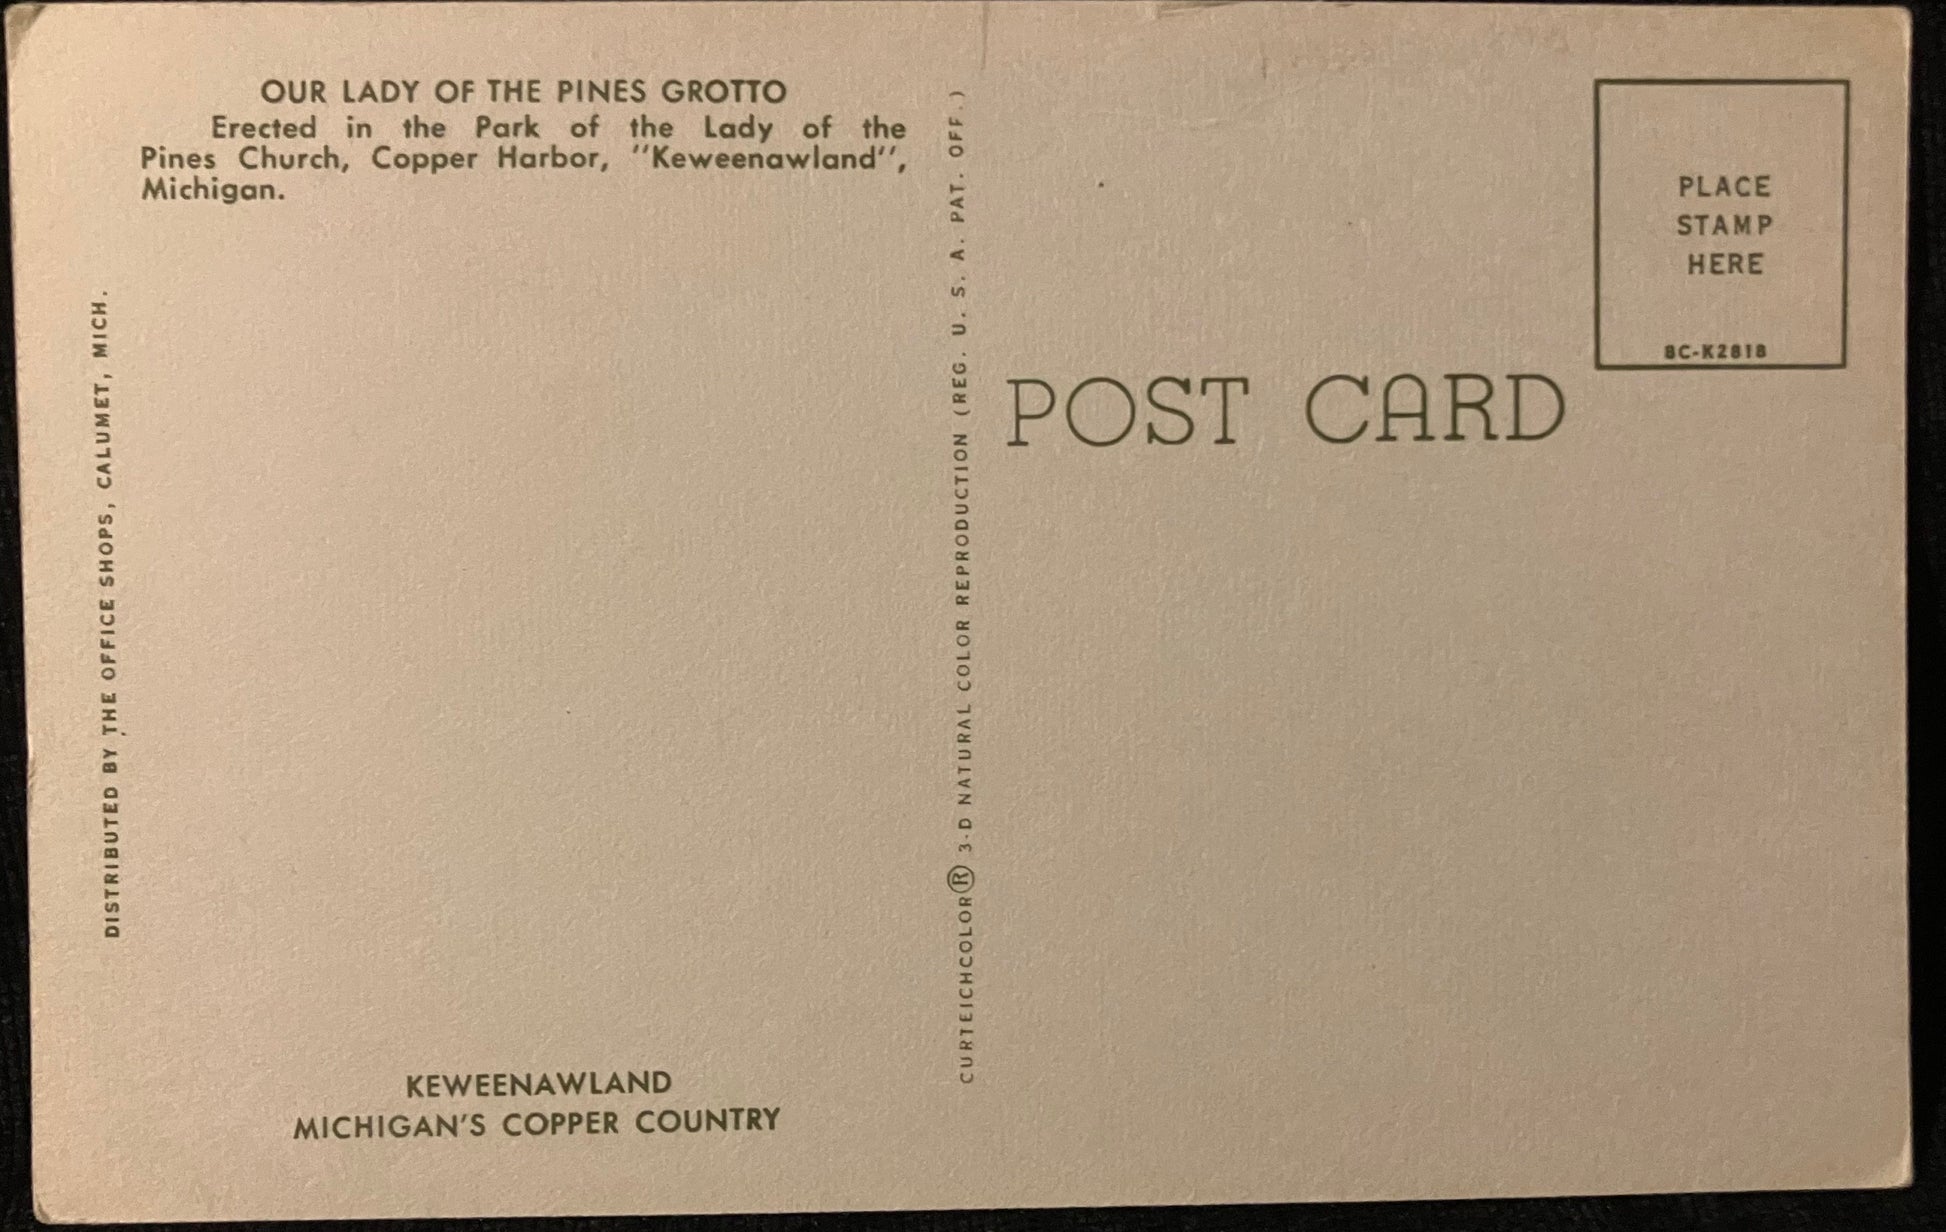 OUR LADY OF THE PINES GROTTO
Erected in the Park of the Lady of the
Pines Church, Copper Harbor, "Keweenawland",
Michigan.
DISTRIBUTED BY THE OFFICE SHOPS, CALUMET, MICH.
KEWEENAWLAND
MICHIGAN'S COPPER COUNTRY
CURTEICHCOLOR® 3-D NATURAL COLOR REPRODUCTION (REG. U. S. A. PAT. OFF.)
POST CARD
PLACE
STAMP
HERE
8C-K2818